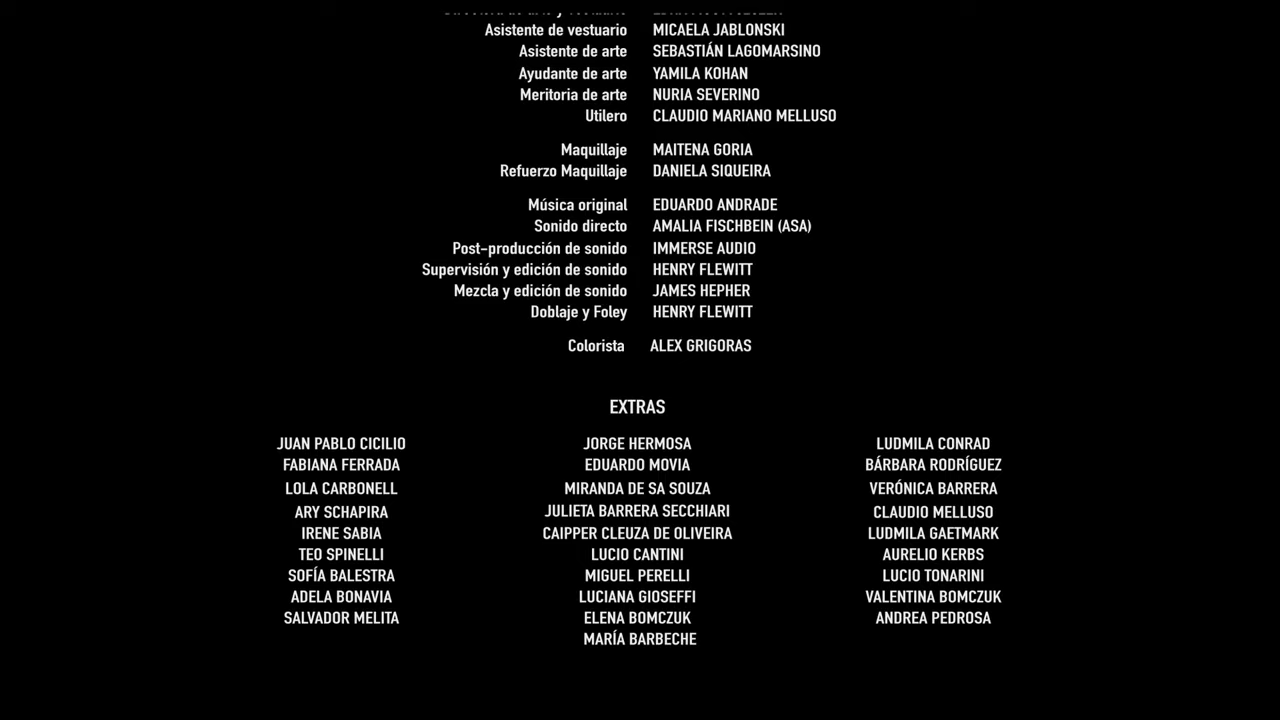 Asistente de vestuario MICAELA JABLONSKI
Asistente de arte SEBASTIÁN LAGOMARSINO
Ayudante de arte YAMILA KOHAN
Meritoria de arte NURIA SEVERINO
Utilero CLAUDIO MARIANO MELLUSO
Maquillaje MAITENA GORIA
Refuerzo Maquillaje DANIELA SIQUEIRA
Música original EDUARDO ANDRADE
Sonido directo AMALIA FISCHBEIN (ASA)
Post-producción de sonido IMMERSE AUDIO
Supervisión y edición de sonido HENRY FLEWITT
Mezcla y edición de sonido JAMES HEPHER
Doblaje y Foley HENRY FLEWITT
Colorista ALEX GRIGORAS
EXTRAS
JUAN PABLO CICILIO JORGE HERMOSA LUDMILA CONRAD
FABIANA FERRADA EDUARDO MOVIA BÁRBARA RODRÍGUEZ
LOLA CARBONELL MIRANDA DE SA SOUZA VERÓNICA BARRERA
ARY SCHAPIRA JULIETA BARRERA SECCHIARI CLAUDIO MELLUSO
IRENE SABIA CAIPPER CLEUZA DE OLIVEIRA LUDMILA GAETMARK
TEO SPINELLI LUCIO CANTINI AURELIO KERBS
SOFÍA BALESTRA MIGUEL PERELLI LUCIO TONARINI
ADELA BONAVIA LUCIANA GIOSEFFI VALENTINA BOMCZUK
SALVADOR MELITA ELENA BOMCZUK ANDREA PEDROSA
MARÍA BARBECHE